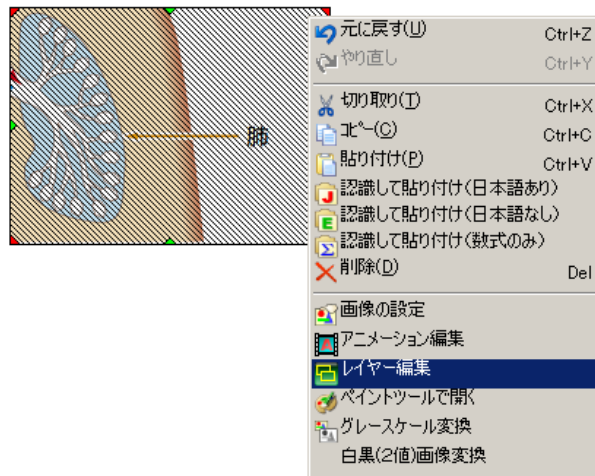 肺
元に戻す(U) Ctrl+Z
やり直し Ctrl+Y
切り取り(T) Ctrl+X
コピー(C) Ctrl+C
貼り付け(P) Ctrl+V
認識して貼り付け(日本語あり)
認識して貼り付け(日本語なし)
認識して貼り付け(数式のみ)
削除(D) Del
画像の設定
アニメーション編集
レイヤー編集
ペイントツールで開く
グレースケール変換
白黒(2値)画像変換